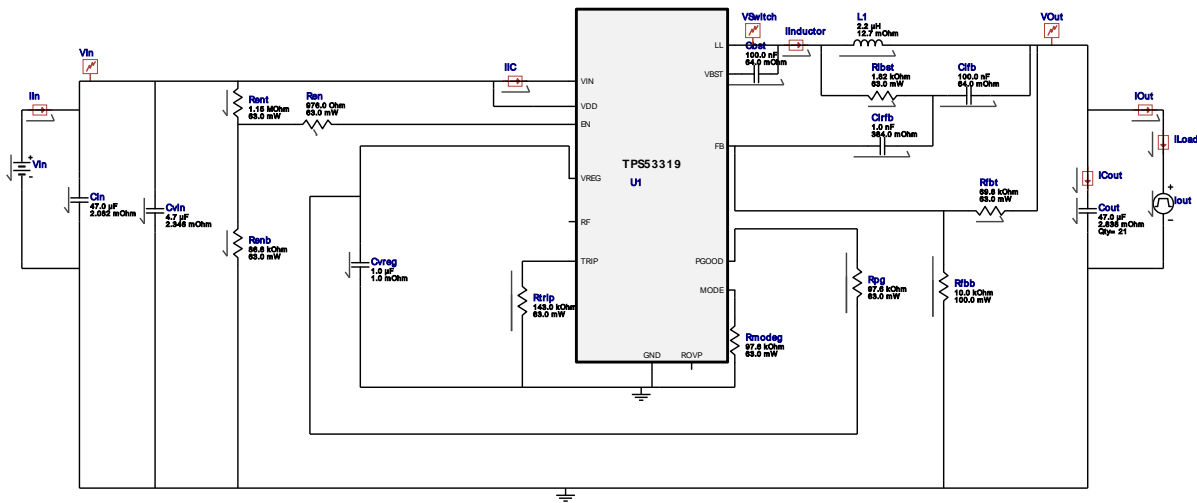 VIn
IIn
Vin
Cin
47.0 µF
2.052 mOhm
Cvin
4.7 µF
2.346 mOhm
Rent
1.15 MOhm
63.0 mW
Ren
976.0 Ohm
63.0 mW
Renb
86.6 kOhm
63.0 mW
IIC
Cvreg
1.0 µF
1.0 mOhm
Rtrip
143.0 kOhm
63.0 mW
VIN
VDD
EN
VREG
RF
TRIP
GND
ROVP
TPS53319
U1
LL
VBST
FB
PGOOD
MODE
VSwitch
Cbst
100.0 nF
64.0 mOhm
IInductor
L1
2.2 µH
12.7 mOhm
Rlbst
1.82 kOhm
63.0 mW
Clfb
100.0 nF
64.0 mOhm
Clrfb
1.0 nF
384.0 mOhm
Rfbt
69.8 kOhm
63.0 mW
Rpg
97.6 kOhm
63.0 mW
Rmodeg
97.6 kOhm
63.0 mW
Rfbb
10.0 kOhm
100.0 mW
VOut
IOut
ILoad
ICout
Cout
47.0 µF
2.835 mOhm
Qty= 21
Iout